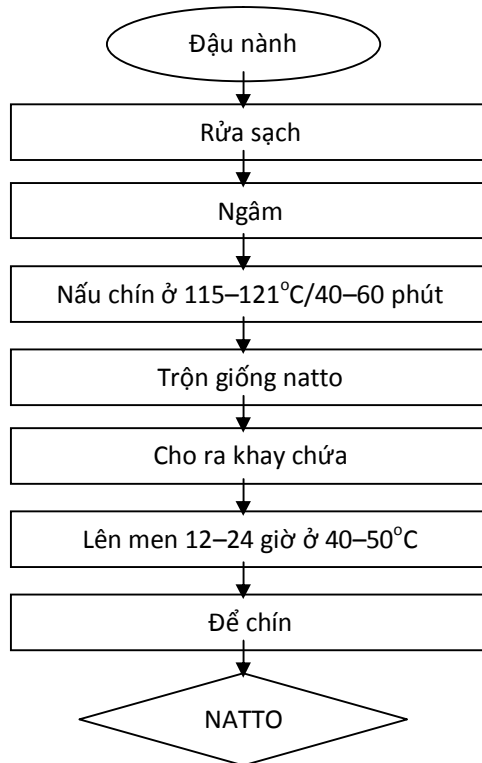 Đậu nành
Rửa sạch
Ngâm
Nấu chín ở 115–121°C/40–60 phút
Trộn giống natto
Cho ra khay chứa
Lên men 12–24 giờ ở 40–50°C
Để chín
NATTO